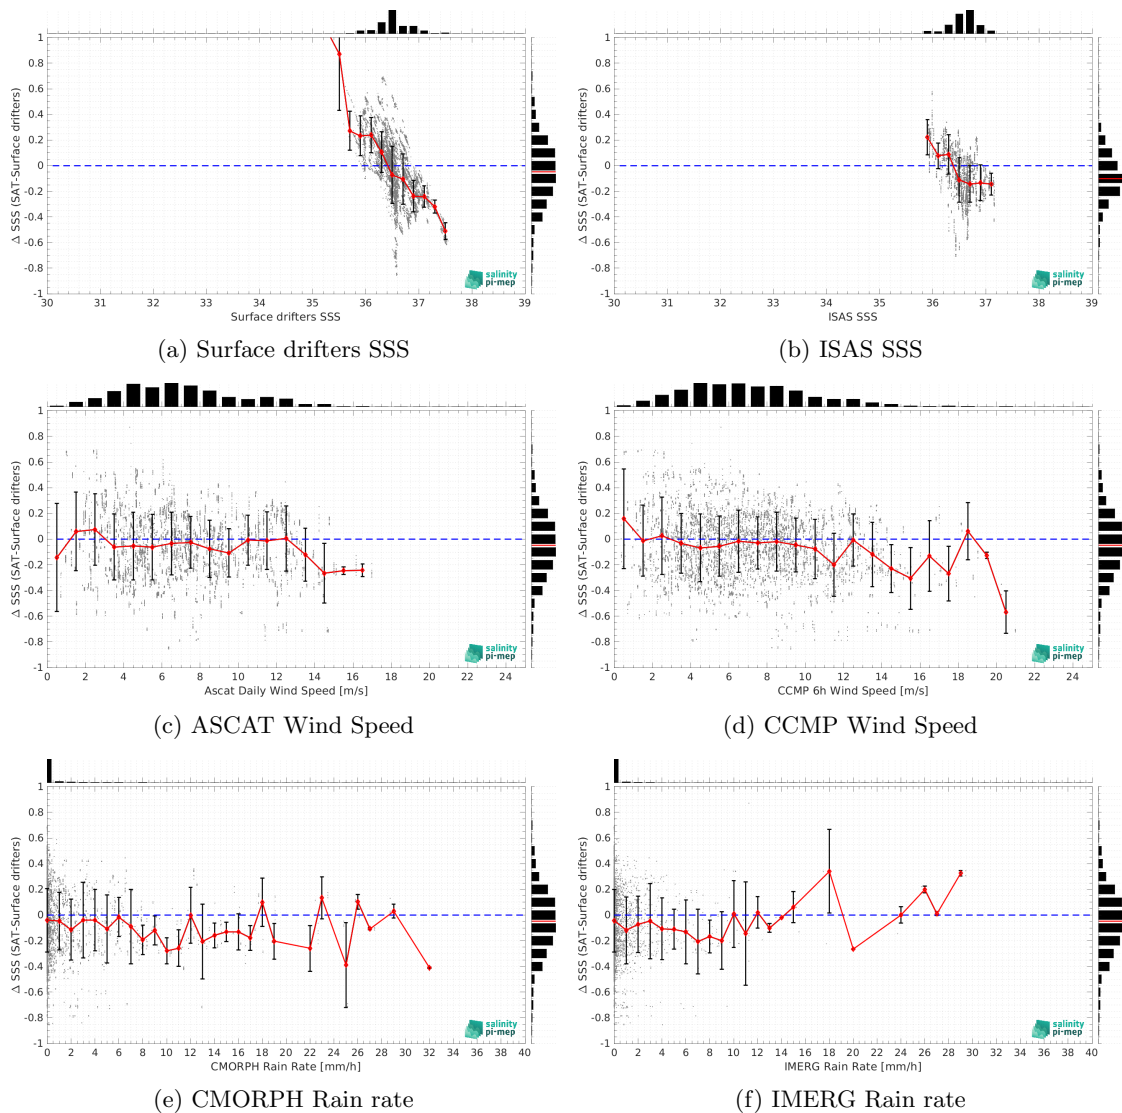 1
0.8
0.6
0.4
0.2
0
-0.2
-0.4
-0.6
-0.8
-1
Δ SSS (SAT-Surface drifters)
30 31 32 33 34 35 36 37 38 39
Surface drifters SSS
salinity
pi-mep
(a) Surface drifters SSS
1
0.8
0.6
0.4
0.2
0
-0.2
-0.4
-0.6
-0.8
-1
Δ SSS (SAT-Surface drifters)
30 31 32 33 34 35 36 37 38 39
ISAS SSS
salinity
pi-mep
(b) ISAS SSS
1
0.8
0.6
0.4
0.2
0
-0.2
-0.4
-0.6
-0.8
-1
Δ SSS (SAT-Surface drifters)
0 2 4 6 8 10 12 14 16 18 20 22 24
Ascat Daily Wind Speed [m/s]
salinity
pi-mep
(c) ASCAT Wind Speed
1
0.8
0.6
0.4
0.2
0
-0.2
-0.4
-0.6
-0.8
-1
Δ SSS (SAT-Surface drifters)
0 2 4 6 8 10 12 14 16 18 20 22 24
CCMP 6h Wind Speed [m/s]
salinity
pi-mep
(d) CCMP Wind Speed
1
0.8
0.6
0.4
0.2
0
-0.2
-0.4
-0.6
-0.8
-1
Δ SSS (SAT-Surface drifters)
0 2 4 6 8 10 12 14 16 18 20 22 24 26 28 30 32 34 36 38 40
CMORPH Rain Rate [mm/h]
salinity
pi-mep
(e) CMORPH Rain rate
1
0.8
0.6
0.4
0.2
0
-0.2
-0.4
-0.6
-0.8
-1
Δ SSS (SAT-Surface drifters)
0 2 4 6 8 10 12 14 16 18 20 22 24 26 28 30 32 34 36 38 40
IMERG Rain Rate [mm/h]
salinity
pi-mep
(f) IMERG Rain rate